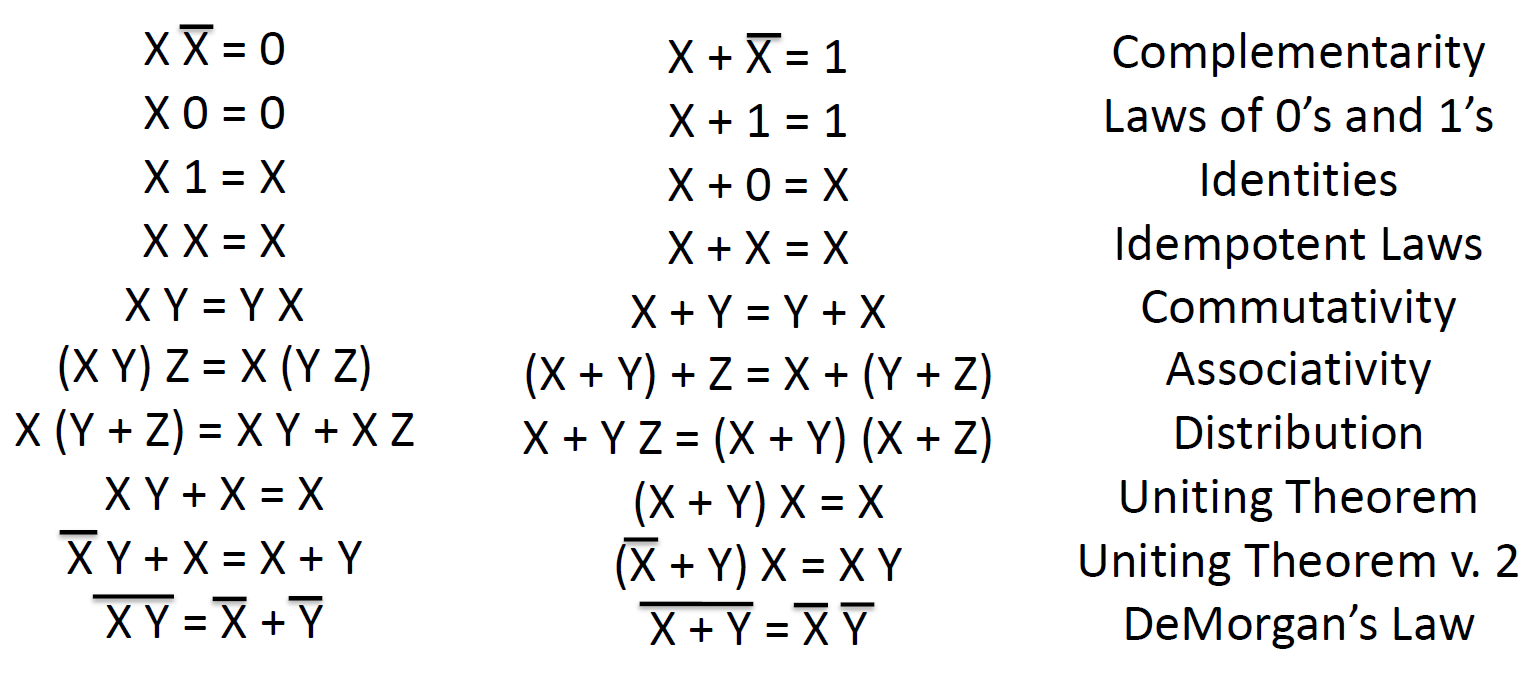 X X̅ = 0 X + X̅ = 1 Complementarity
X 0 = 0 X + 1 = 1 Laws of 0’s and 1’s
X 1 = X X + 0 = X Identities
X X = X X + X = X Idempotent Laws
X Y = Y X X + Y = Y + X Commutativity
(X Y) Z = X (Y Z) (X + Y) + Z = X + (Y + Z) Associativity
X (Y + Z) = X Y + X Z X + Y Z = (X + Y) (X + Z) Distribution
X Y + X = X (X + Y) X = X Uniting Theorem
X̅ Y + X = X + Y (X̅ + Y) X = X Y Uniting Theorem v. 2
X̅ ̅Y̅ = X̅ + Y̅ X̅ ̅+̅ ̅Y̅ = X̅ Y̅ DeMorgan’s Law